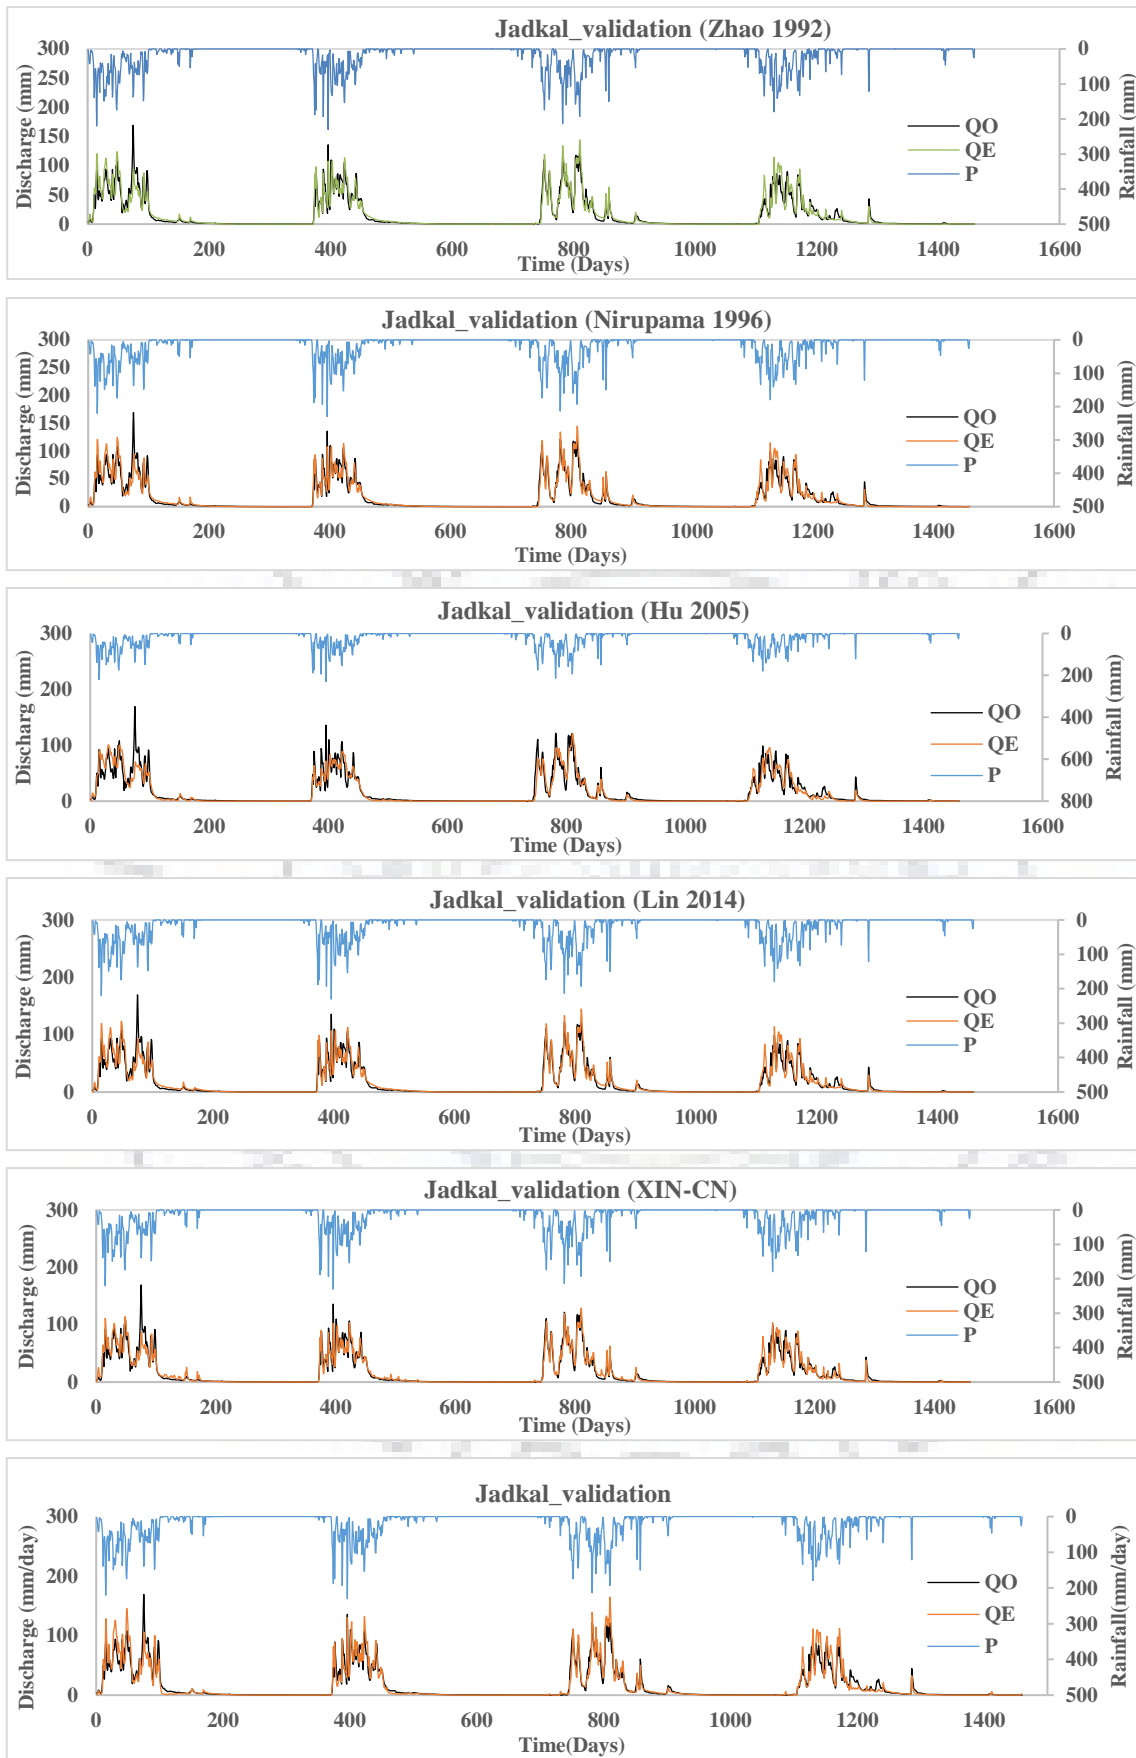 Jadkal_validation (Zhao 1992)
Discharge (mm)
300
250
200
150
100
50
0
0
100
200
300
400
500
Rainfall (mm)
QO
QE
P
0 200 400 600 800 1000 1200 1400 1600
Time (Days)
Jadkal_validation (Nirupama 1996)
Discharge (mm)
300
250
200
150
100
50
0
0
100
200
300
400
500
Rainfall (mm)
QO
QE
P
0 200 400 600 800 1000 1200 1400 1600
Time (Days)
Jadkal_validation (Hu 2005)
Discharg (mm)
300
200
100
0
0
200
400
600
800
Rainfall (mm)
QO
QE
P
0 200 400 600 800 1000 1200 1400 1600
Time (Days)
Jadkal_validation (Lin 2014)
Discharge (mm)
300
200
100
0
0
100
200
300
400
500
Rainfall (mm)
QO
QE
P
0 200 400 600 800 1000 1200 1400 1600
Time (Days)
Jadkal_validation (XIN-CN)
Discharge (mm)
300
200
100
0
0
100
200
300
400
500
Rainfall (mm)
QO
QE
P
0 200 400 600 800 1000 1200 1400 1600
Time (Days)
Jadkal_validation
Discharge (mm/day)
300
200
100
0
0
100
200
300
400
500
Rainfall(mm/day)
QO
QE
P
0 200 400 600 800 1000 1200 1400
Time(Days)